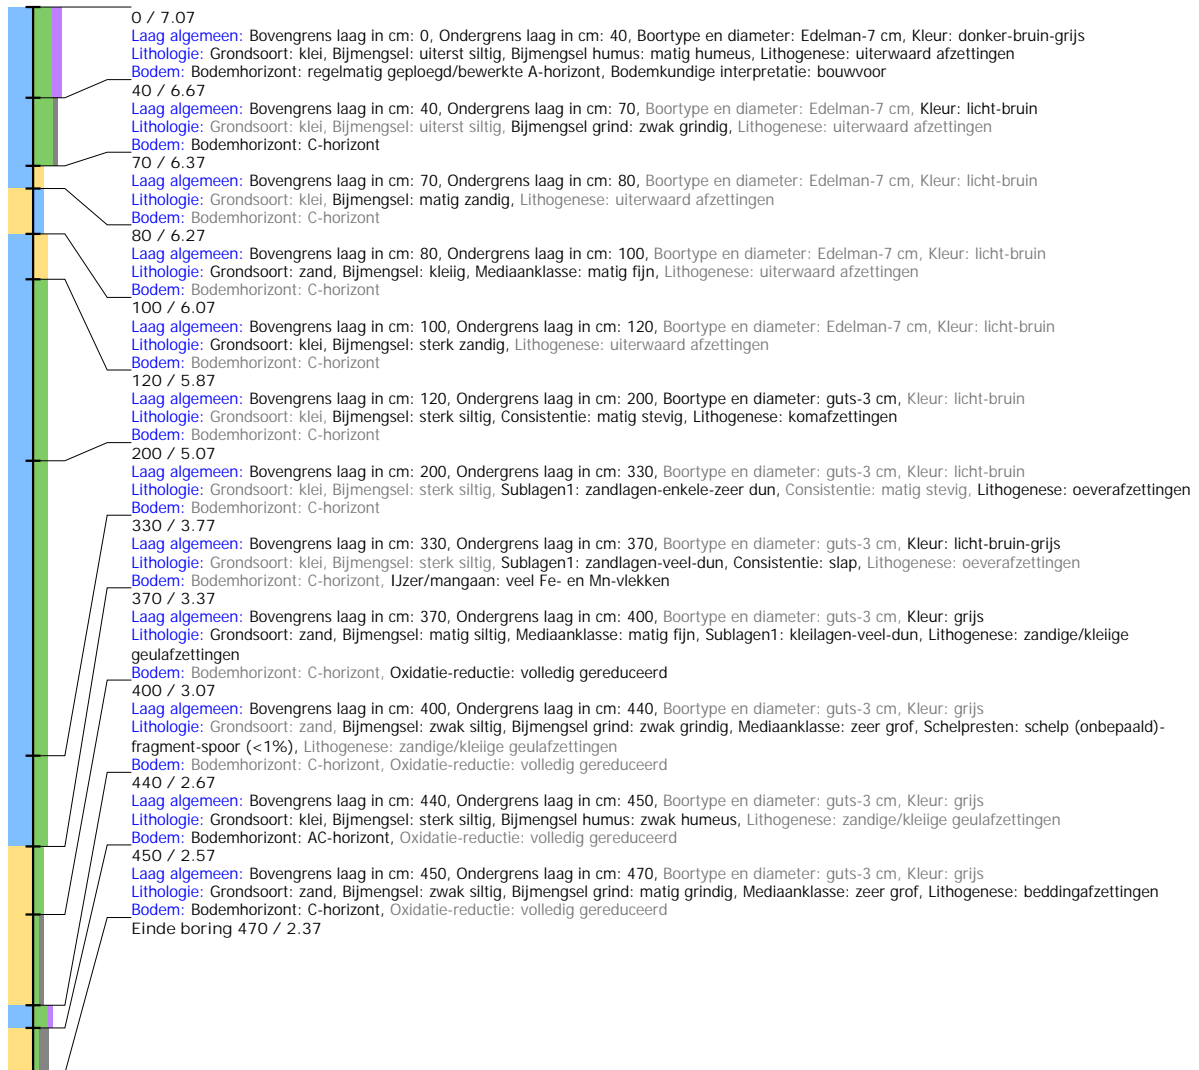 0 / 7.07
Laag algemeen: Bovengrens laag in cm: 0, Ondergrens laag in cm: 40, Boortype en diameter: Edelman-7 cm, Kleur: donker-bruin-grijs
Lithologie: Grondsoort: klei, Bijmengsel: uiterst siltig, Bijmengsel humus: matig humeus, Lithogenese: uiterwaard afzettingen
Bodem: Bodemhorizont: regelmatig geploegd/bewerkte A-horizont, Bodemkundige interpretatie: bouwvoor
40 / 6.67
Laag algemeen: Bovengrens laag in cm: 40, Ondergrens laag in cm: 70, Boortype en diameter: Edelman-7 cm, Kleur: licht-bruin
Lithologie: Grondsoort: klei, Bijmengsel: uiterst siltig, Bijmengsel grind: zwak grindig, Lithogenese: uiterwaard afzettingen
Bodem: Bodemhorizont: C-horizont
70 / 6.37
Laag algemeen: Bovengrens laag in cm: 70, Ondergrens laag in cm: 80, Boortype en diameter: Edelman-7 cm, Kleur: licht-bruin
Lithologie: Grondsoort: klei, Bijmengsel: matig zandig, Lithogenese: uiterwaard afzettingen
Bodem: Bodemhorizont: C-horizont
80 / 6.27
Laag algemeen: Bovengrens laag in cm: 80, Ondergrens laag in cm: 100, Boortype en diameter: Edelman-7 cm, Kleur: licht-bruin
Lithologie: Grondsoort: zand, Bijmengsel: kleiig, Mediaanklasse: matig fijn, Lithogenese: uiterwaard afzettingen
Bodem: Bodemhorizont: C-horizont
100 / 6.07
Laag algemeen: Bovengrens laag in cm: 100, Ondergrens laag in cm: 120, Boortype en diameter: Edelman-7 cm, Kleur: licht-bruin
Lithologie: Grondsoort: klei, Bijmengsel: sterk zandig, Lithogenese: uiterwaard afzettingen
Bodem: Bodemhorizont: C-horizont
120 / 5.87
Laag algemeen: Bovengrens laag in cm: 120, Ondergrens laag in cm: 200, Boortype en diameter: guts-3 cm, Kleur: licht-bruin
Lithologie: Grondsoort: klei, Bijmengsel: sterk siltig, Consistentie: matig stevig, Lithogenese: komafzettingen
Bodem: Bodemhorizont: C-horizont
200 / 5.07
Laag algemeen: Bovengrens laag in cm: 200, Ondergrens laag in cm: 330, Boortype en diameter: guts-3 cm, Kleur: licht-bruin
Lithologie: Grondsoort: klei, Bijmengsel: sterk siltig, Sublagen1: zandlagen-enkele-zeer dun, Consistentie: matig stevig, Lithogenese: oeverafzettingen
Bodem: Bodemhorizont: C-horizont
330 / 3.77
Laag algemeen: Bovengrens laag in cm: 330, Ondergrens laag in cm: 370, Boortype en diameter: guts-3 cm, Kleur: licht-bruin-grijs
Lithologie: Grondsoort: klei, Bijmengsel: sterk siltig, Sublagen1: zandlagen-veel-dun, Consistentie: slap, Lithogenese: oeverafzettingen
Bodem: Bodemhorizont: C-horizont, IJzer/mangaan: veel Fe- en Mn-vlekken
370 / 3.37
Laag algemeen: Bovengrens laag in cm: 370, Ondergrens laag in cm: 400, Boortype en diameter: guts-3 cm, Kleur: grijs
Lithologie: Grondsoort: zand, Bijmengsel: matig siltig, Mediaanklasse: matig fijn, Sublagen1: kleilagen-veel-dun, Lithogenese: zandige/kleiige
geulafzettingen
Bodem: Bodemhorizont: C-horizont, Oxidatie-reductie: volledig gereduceerd
400 / 3.07
Laag algemeen: Bovengrens laag in cm: 400, Ondergrens laag in cm: 440, Boortype en diameter: guts-3 cm, Kleur: grijs
Lithologie: Grondsoort: zand, Bijmengsel: zwak siltig, Bijmengsel grind: zwak grindig, Mediaanklasse: zeer grof, Schelpresten: schelp (onbepaald)-
fragment-spoor (<1%), Lithogenese: zandige/kleiige geulafzettingen
Bodem: Bodemhorizont: C-horizont, Oxidatie-reductie: volledig gereduceerd
440 / 2.67
Laag algemeen: Bovengrens laag in cm: 440, Ondergrens laag in cm: 450, Boortype en diameter: guts-3 cm, Kleur: grijs
Lithologie: Grondsoort: klei, Bijmengsel: sterk siltig, Bijmengsel humus: zwak humeus, Lithogenese: zandige/kleiige geulafzettingen
Bodem: Bodemhorizont: AC-horizont, Oxidatie-reductie: volledig gereduceerd
450 / 2.57
Laag algemeen: Bovengrens laag in cm: 450, Ondergrens laag in cm: 470, Boortype en diameter: guts-3 cm, Kleur: grijs
Lithologie: Grondsoort: zand, Bijmengsel: zwak siltig, Bijmengsel grind: matig grindig, Mediaanklasse: zeer grof, Lithogenese: beddingafzettingen
Bodem: Bodemhorizont: C-horizont, Oxidatie-reductie: volledig gereduceerd
Einde boring 470 / 2.37